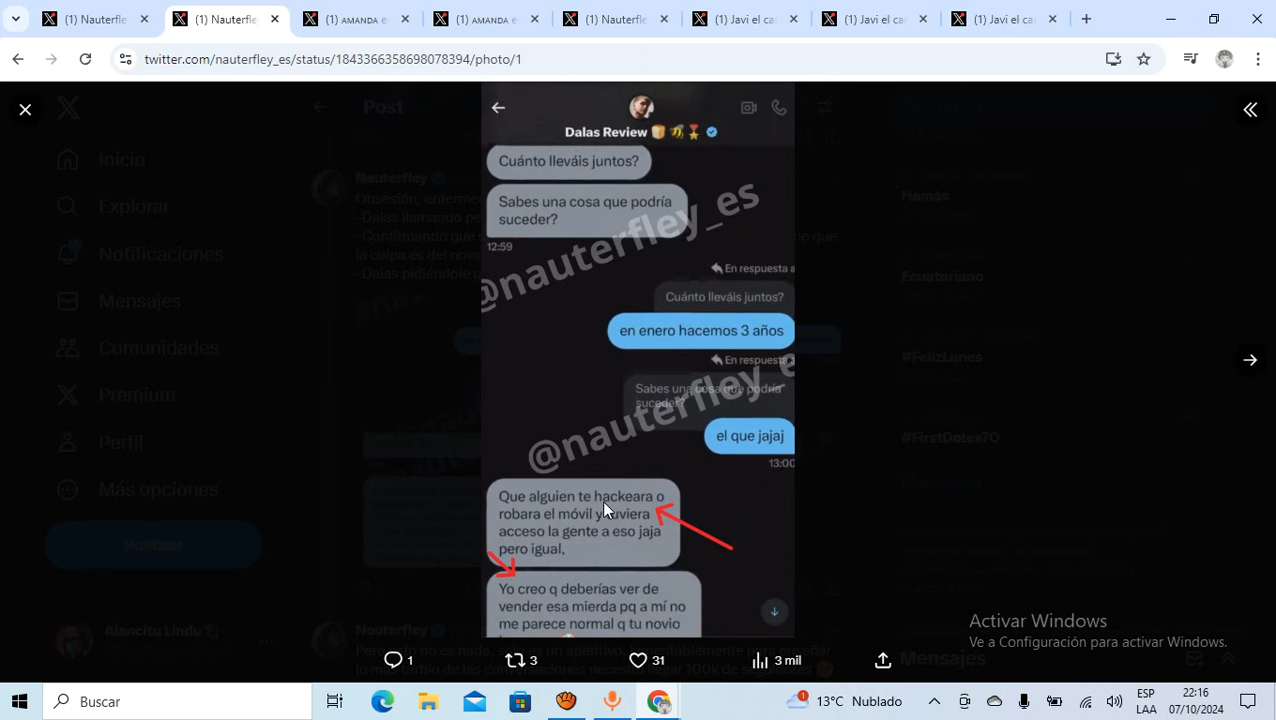 (1) Nauterfle
(1) Nauterfle
(1) AMANDA e
(1) AMANDA e
(1) Nauterfle
(1) Javi el ca
(1) Javi el ca
(1) Javi el ca
twitter.com/nauterfley_es/status/1843366358698078394/photo/1
Post
Inicio
Explorar
Notificaciones
Mensajes
Comunidades
Premium
Perfil
Más opciones
Postear
Alancitu Lindu
Nauterfley
Obsesión, enferme
-Dalas llamando pe
-Confirmando que s
la culpa es del novi
-Dalas pidiéndole
be que
Dalas Review
Cuánto lleváis juntos?
Sabes una cosa que podría
suceder?
12:59
@nauterfley_es
En respuesta a
Cuánto lleváis juntos?
en enero hacemos 3 años
En respuesta a
Sabes una cosa que podría
suceder?
@nauterfley_es
el que jajaj
13:00
Que alguien te hackeara o
robara el móvil y tuviera
acceso la gente a eso jaja
pero igual,
Yo creo q deberías ver de
vender esa mierda pq a mí no
me parece normal q tu novio
Nauterfley
1
3
31
3 mil
Hamás
Ecuatoriano
#FelizLunes
#FirstDates70
Mensajes
Activar Windows
Ve a Configuración para activar Windows.
Buscar
1
13°C Nublado
ESP
LAA
22:16
07/10/2024